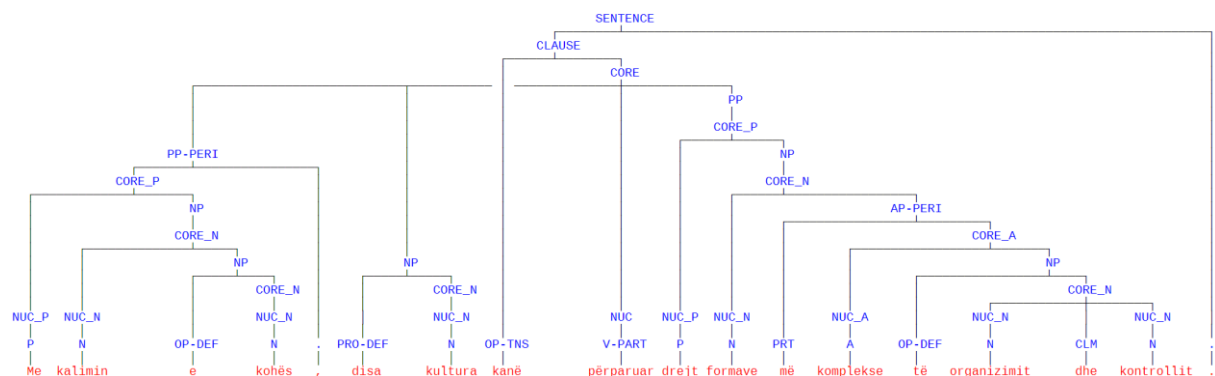 SENTENCE
CLAUSE
CORE
PP
CORE_P
PP-PERI NP
CORE_P CORE_N
NP AP-PERI
CORE_N CORE_A
NP NP NP
CORE_N CORE_N CORE_N
NUC_P NUC_N NUC_N NUC_N NUC NUC_P NUC_N NUC_A NUC_N NUC_N
P N OP-DEF N . PRO-DEF N OP-TNS V-PART P N PRT A OP-DEF N CLM N .
Me kalimin e kohës , disa kultura kanë përparuar drejt formave më komplekse të organizimit dhe kontrollit .